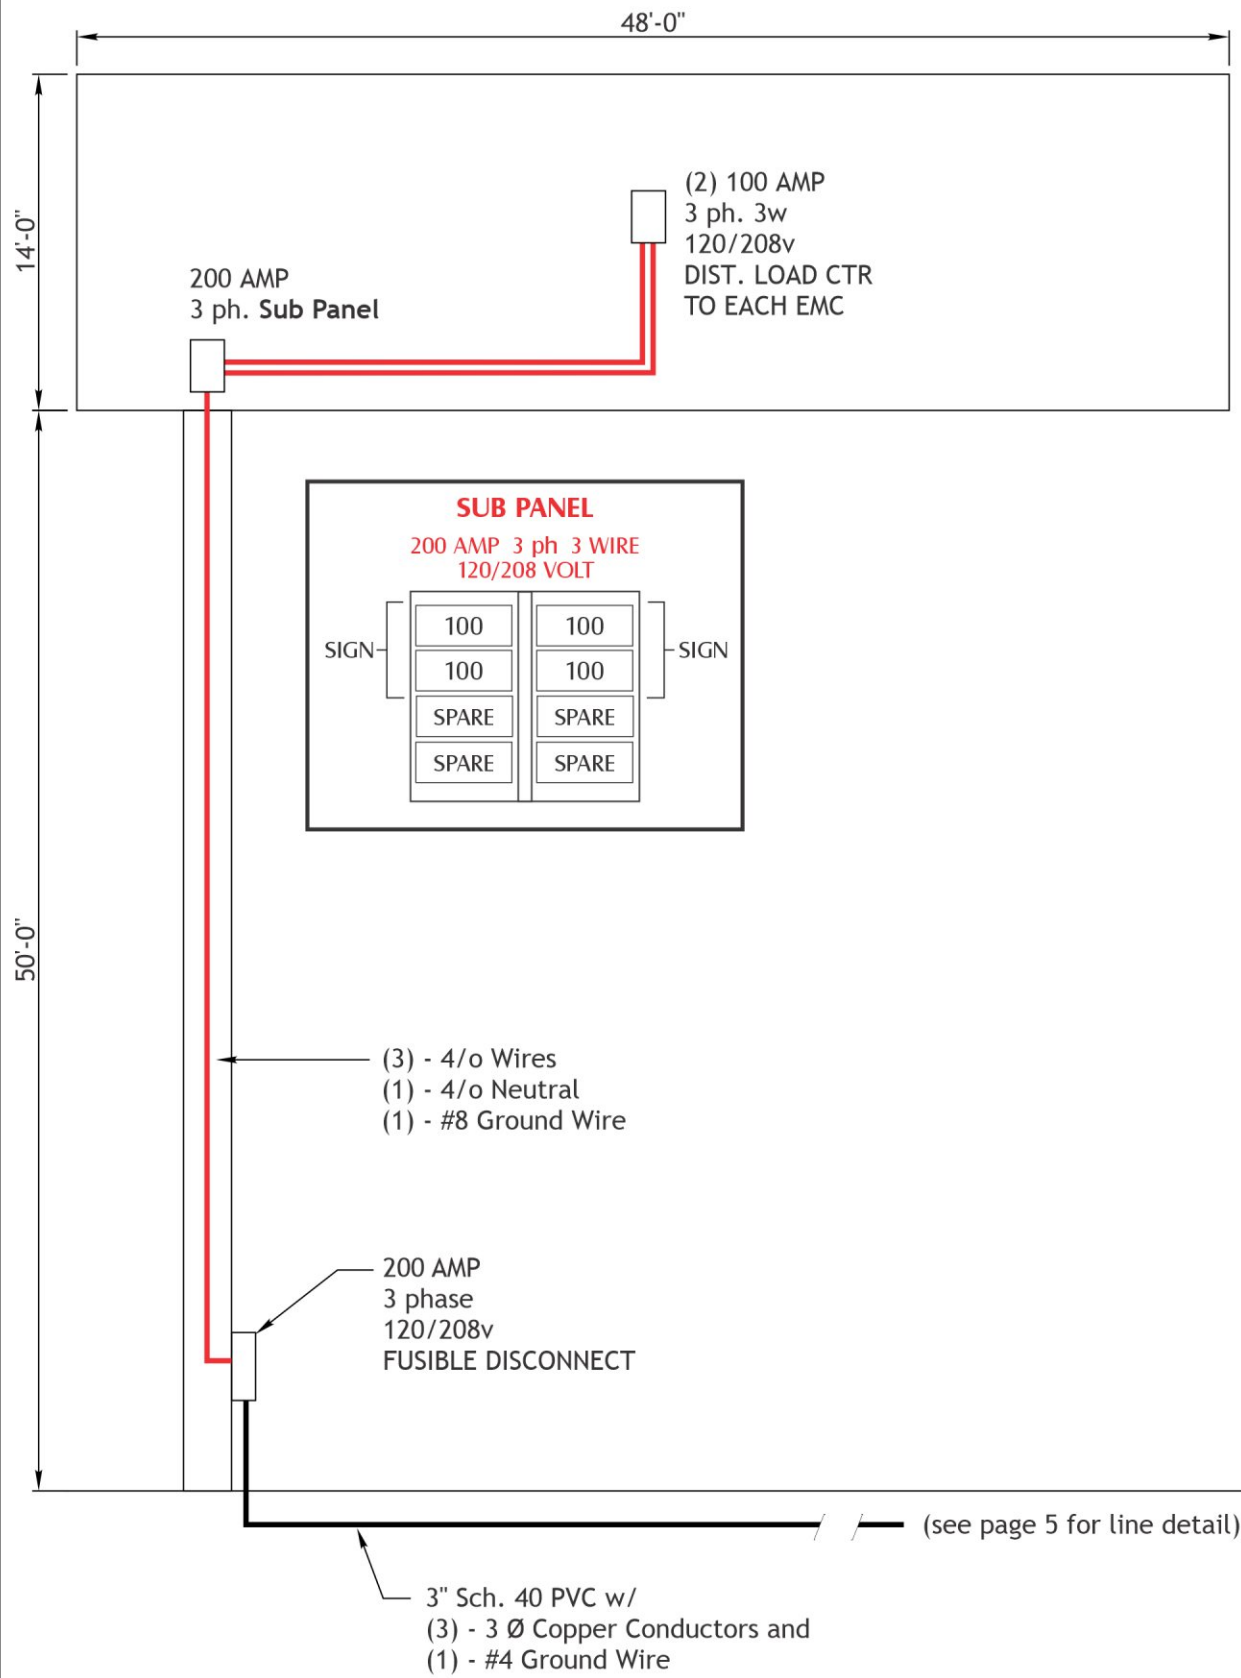 48'-0"
14'-0"
(2) 100 AMP
3 ph. 3w
120/208v
DIST. LOAD CTR
TO EACH EMC
200 AMP
3 ph. Sub Panel
SUB PANEL
200 AMP 3 ph 3 WIRE
120/208 VOLT
SIGN
100 100
100 100
SPARE SPARE
SPARE SPARE
SIGN
50'-0"
(3) - 4/o Wires
(1) - 4/o Neutral
(1) - #8 Ground Wire
200 AMP
3 phase
120/208v
FUSIBLE DISCONNECT
(see page 5 for line detail)
3" Sch. 40 PVC w/
(3) - 3 Ø Copper Conductors and
(1) - #4 Ground Wire